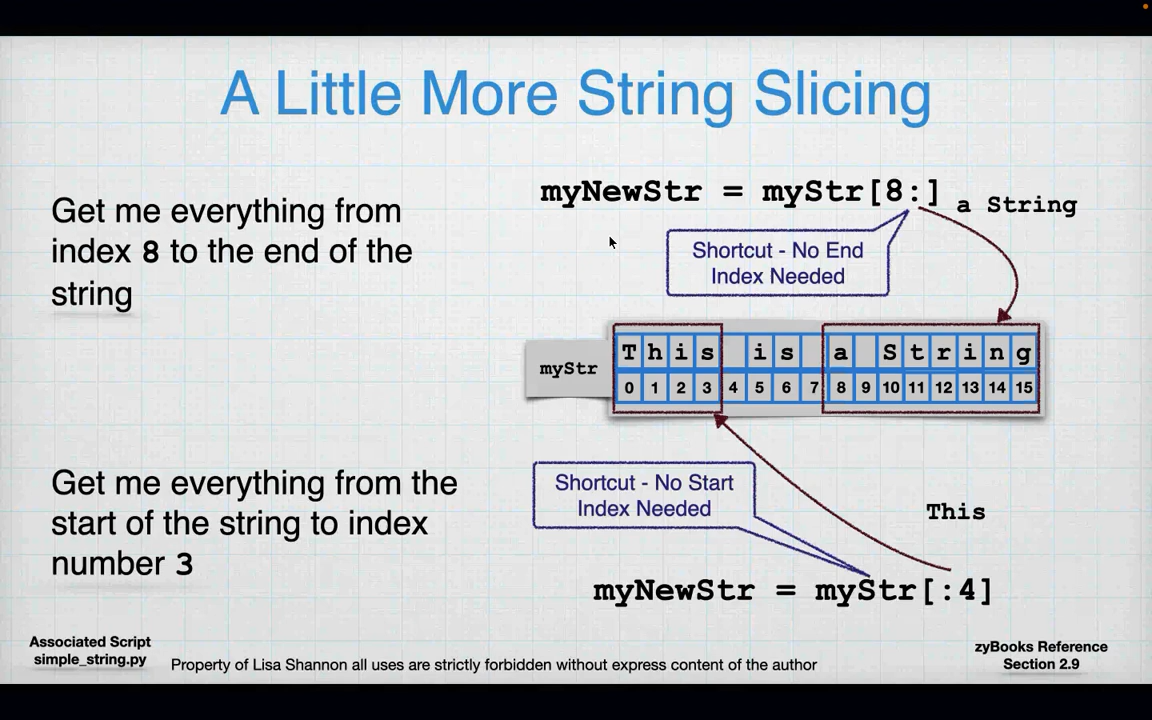 A Little More String Slicing
Get me everything from
index 8 to the end of the
string
myNewStr = myStr[8:]
a String
Shortcut - No End
Index Needed
myStr
T h i s i s a S t r i n g
0 1 2 3 4 5 6 7 8 9 10 11 12 13 14 15
Get me everything from the
start of the string to index
number 3
Shortcut - No Start
Index Needed
This
myNewStr = myStr[:4]
Associated Script
simple_string.py
Property of Lisa Shannon all uses are strictly forbidden without express content of the author
zyBooks Reference
Section 2.9